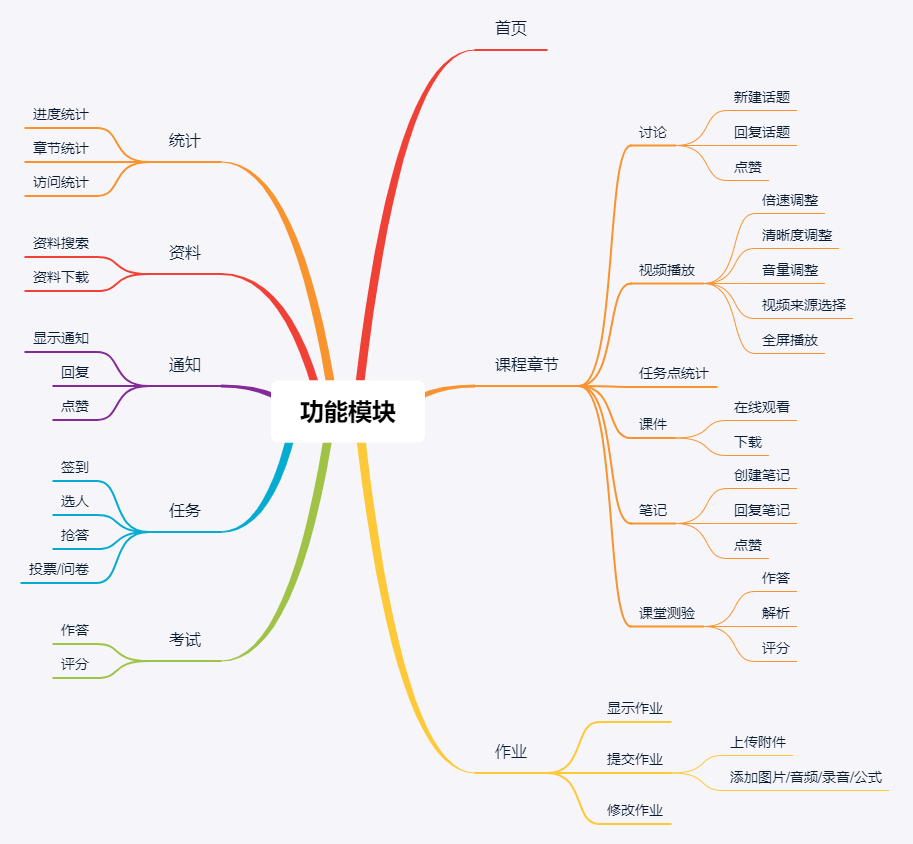 功能模块
首页
课程章节
讨论
新建话题
回复话题
点赞
视频播放
倍速调整
清晰度调整
音量调整
视频来源选择
全屏播放
任务点统计
课件
在线观看
下载
笔记
创建笔记
回复笔记
点赞
课堂测验
作答
解析
评分
作业
显示作业
提交作业
上传附件
添加图片/音频/录音/公式
修改作业
统计
进度统计
章节统计
访问统计
资料
资料搜索
资料下载
通知
显示通知
回复
点赞
任务
签到
选人
抢答
投票/问卷
考试
作答
评分